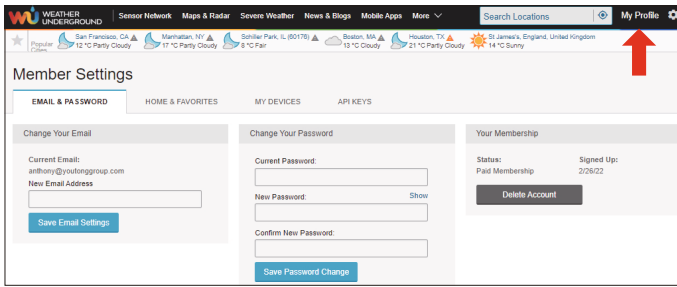 WEATHER UNDERGROUND
Sensor Network Maps & Radar Severe Weather News & Blogs Mobile Apps More Search Locations My Profile
Popular Cities
San Francisco, CA
12 °C Partly Cloudy
Manhattan, NY
17 °C Partly Cloudy
Schiller Park, IL (60176)
8 °C Fair
Boston, MA
13 °C Cloudy
Houston, TX
21 °C Partly Cloudy
St James's, England, United Kingdom
14 °C Sunny
Member Settings
EMAIL & PASSWORD HOME & FAVORITES MY DEVICES API KEYS
Change Your Email
Current Email:
anthony@youtonggroup.com
New Email Address
Save Email Settings
Change Your Password
Current Password:
New Password: Show
Confirm New Password:
Save Password Change
Your Membership
Status: Signed Up:
Paid Membership 2/26/22
Delete Account